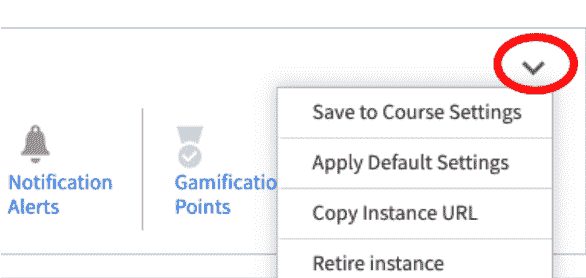 Save to Course Settings
Apply Default Settings
Notification
Alerts
Gamificatio
Points
Copy Instance URL
Retire instance